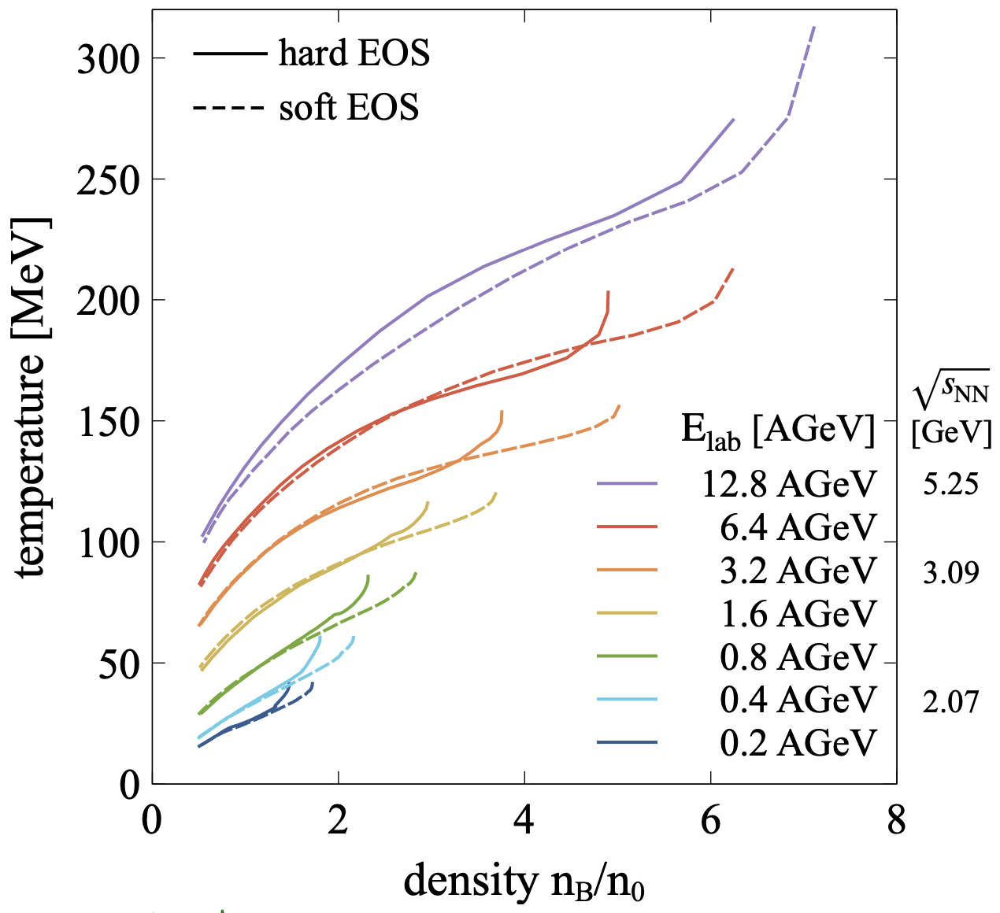 hard EOS
soft EOS
300
250
200
150
100
50
0
temperature [MeV]
0 2 4 6 8
density n_B/n_0
√s_NN
E_lab [AGeV] [GeV]
12.8 AGeV 5.25
6.4 AGeV
3.2 AGeV 3.09
1.6 AGeV
0.8 AGeV
0.4 AGeV 2.07
0.2 AGeV